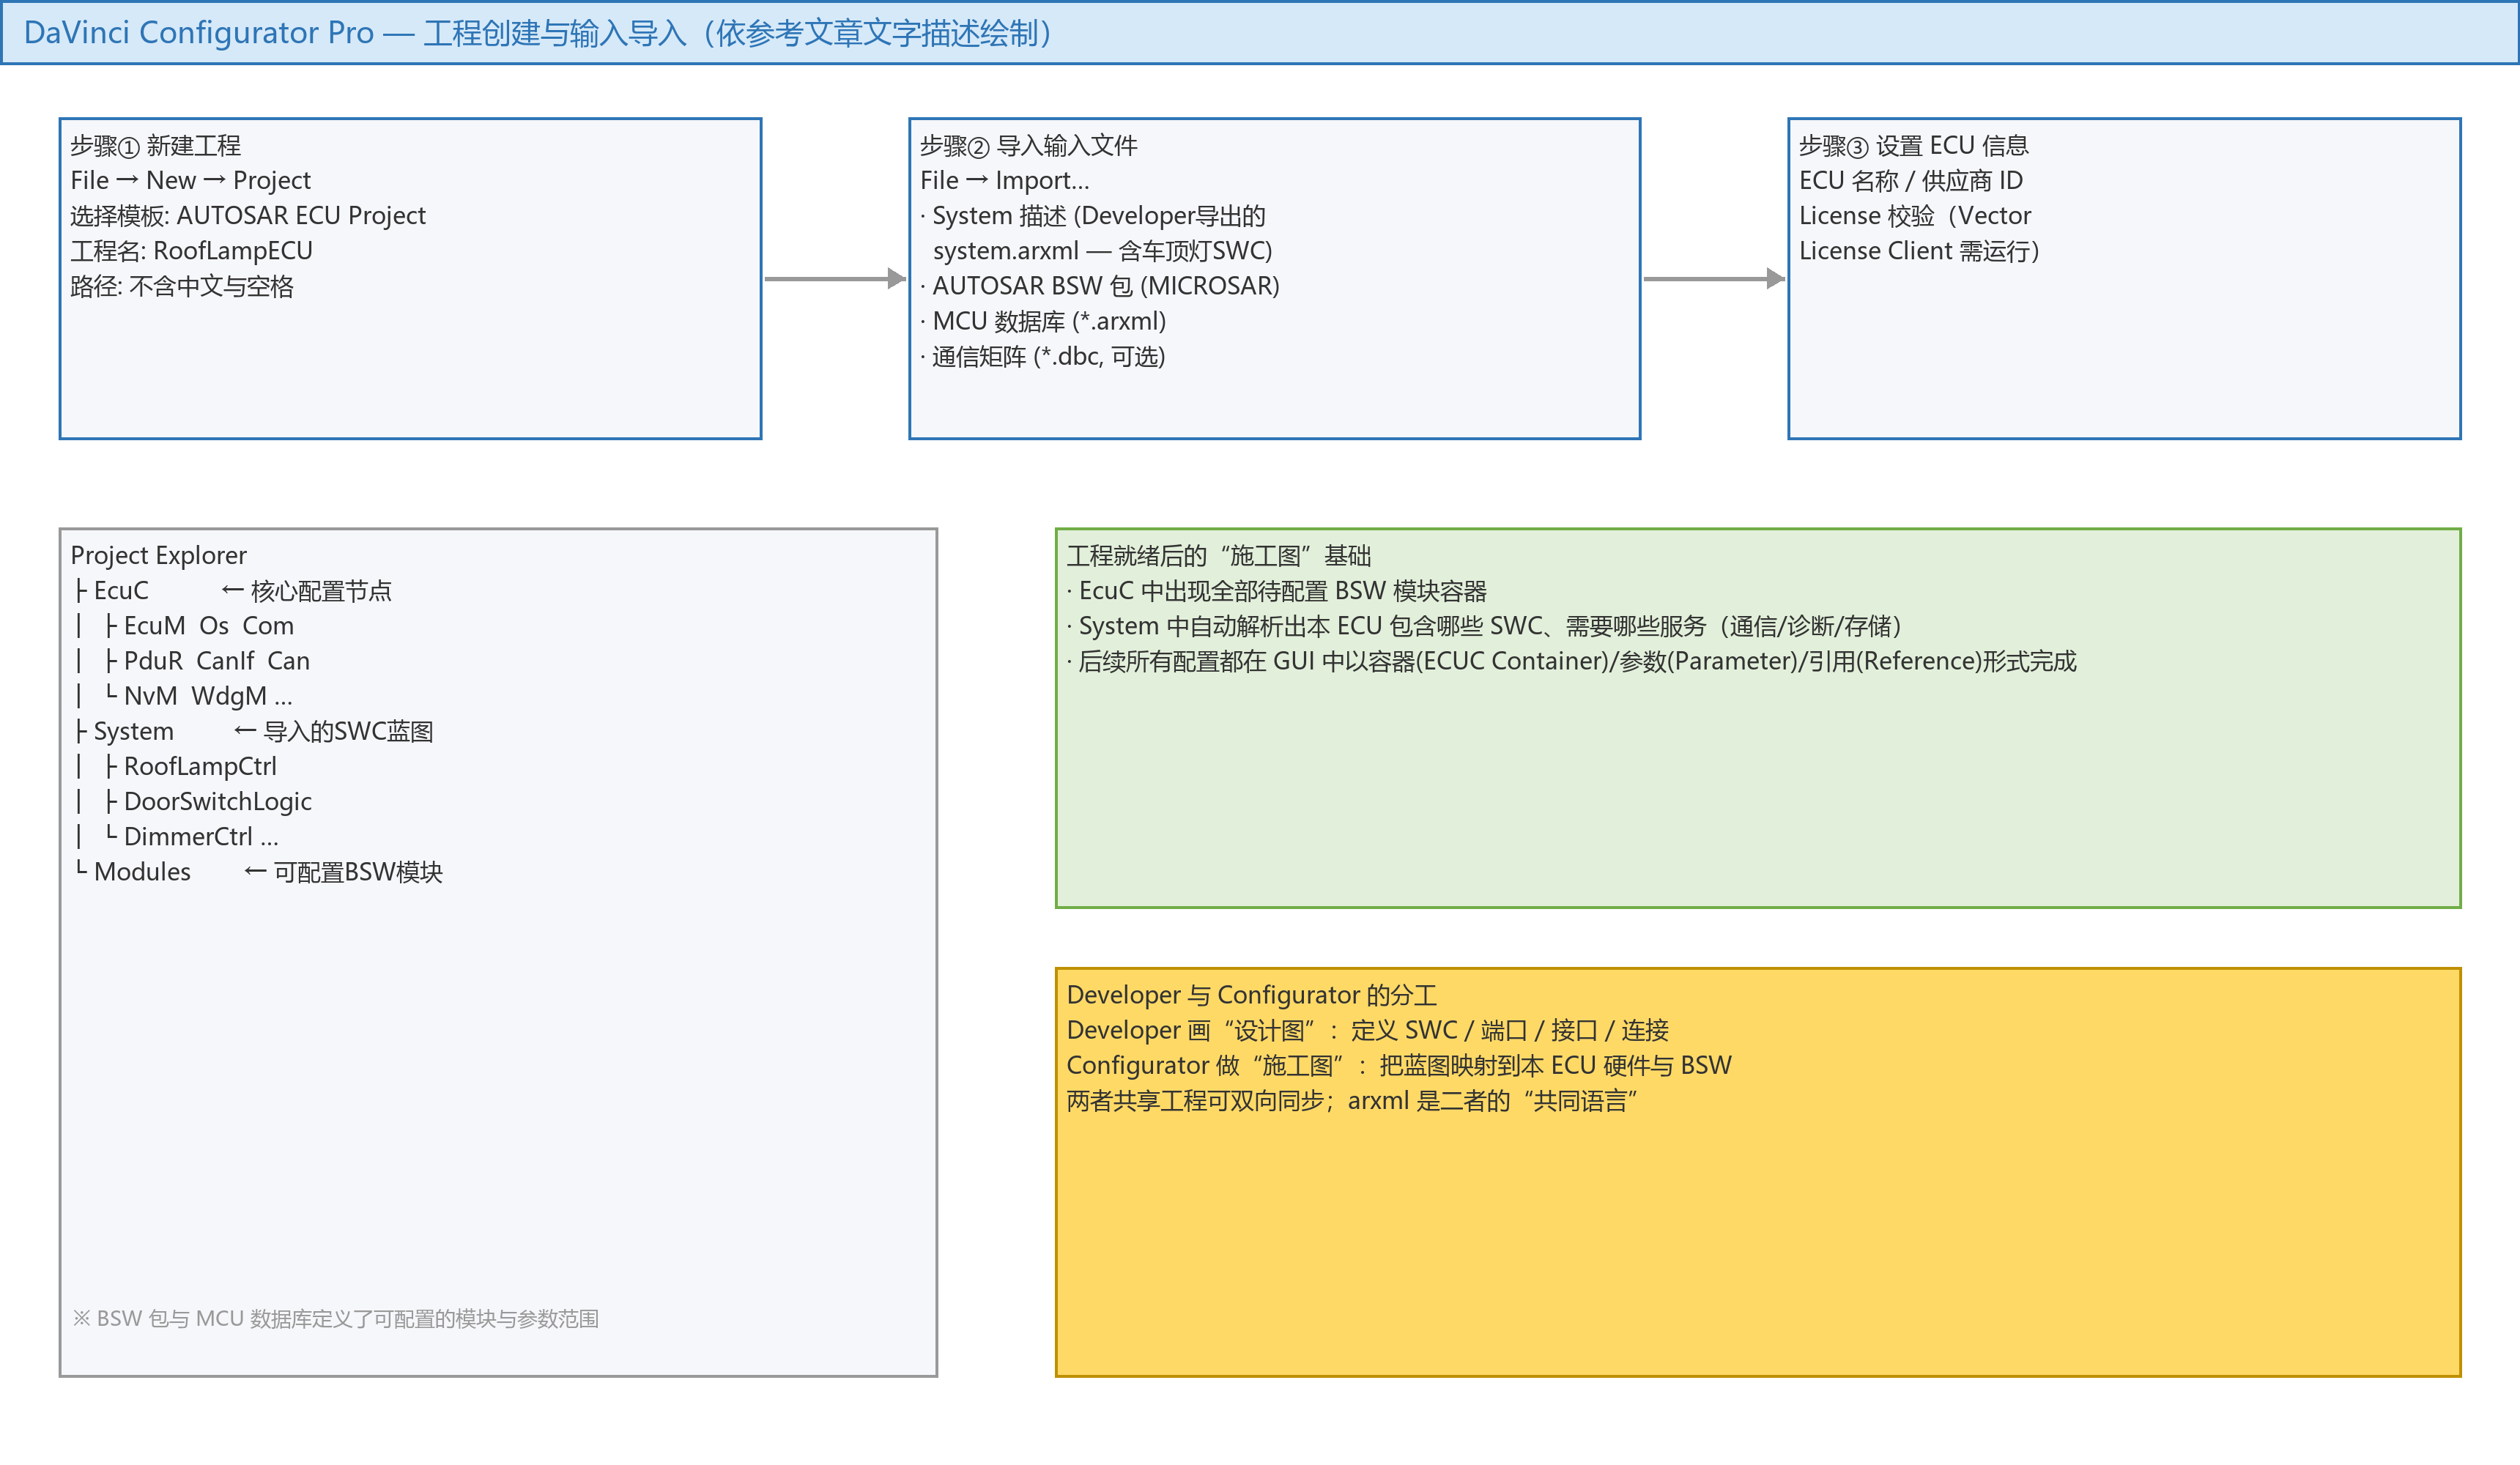 DaVinci Configurator Pro — 工程创建与输入导入（依参考文章文字描述绘制）
步骤① 新建工程
File → New → Project
选择模板: AUTOSAR ECU Project
工程名: RoofLampECU
路径: 不含中文与空格
步骤② 导入输入文件
File → Import...
· System 描述 (Developer导出的
system.arxml — 含车顶灯SWC)
· AUTOSAR BSW 包 (MICROSAR)
· MCU 数据库 (*.arxml)
· 通信矩阵 (*.dbc, 可选)
步骤③ 设置 ECU 信息
ECU 名称 / 供应商 ID
License 校验（Vector
License Client 需运行）
Project Explorer
├ EcuC ← 核心配置节点
│ ├ EcuM Os Com
│ ├ PduR CanIf Can
│ └ NvM WdgM ...
├ System ← 导入的SWC蓝图
│ ├ RoofLampCtrl
│ ├ DoorSwitchLogic
│ └ DimmerCtrl ...
└ Modules ← 可配置BSW模块
※ BSW 包与 MCU 数据库定义了可配置的模块与参数范围
工程就绪后的“施工图”基础
· EcuC 中出现全部待配置 BSW 模块容器
· System 中自动解析出本 ECU 包含哪些 SWC、需要哪些服务（通信/诊断/存储）
· 后续所有配置都在 GUI 中以容器(ECUC Container)/参数(Parameter)/引用(Reference)形式完成
Developer 与 Configurator 的分工
Developer 画“设计图”：定义 SWC / 端口 / 接口 / 连接
Configurator 做“施工图”：把蓝图映射到本 ECU 硬件与 BSW
两者共享工程可双向同步；arxml 是二者的“共同语言”